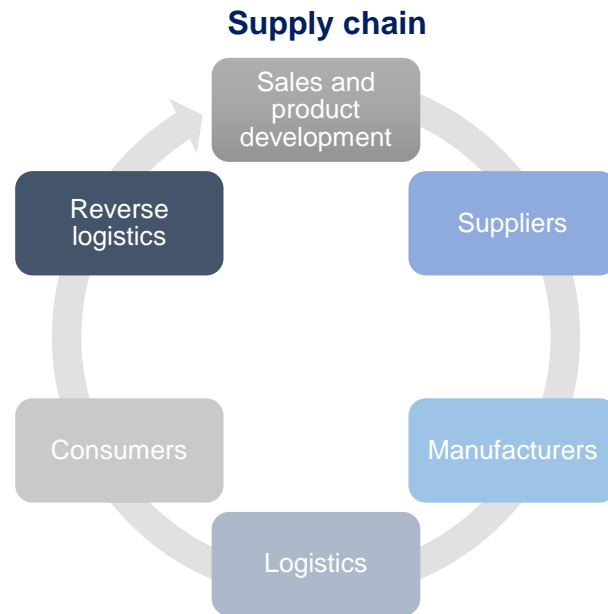 Supply chain
Sales and
product
development
Suppliers
Manufacturers
Logistics
Consumers
Reverse
logistics